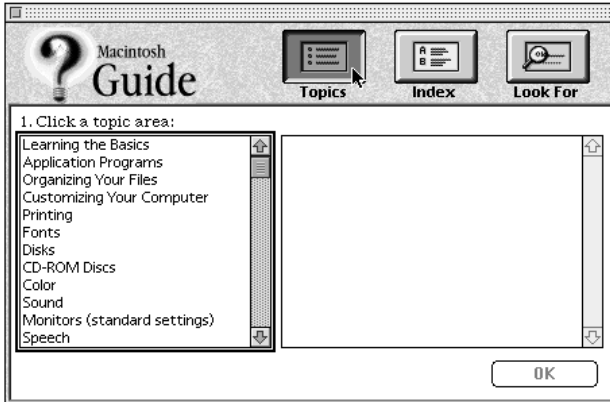 Macintosh
Guide
Topics
A
B
Index
OK
Look For
1. Click a topic area:
Learning the Basics
Application Programs
Organizing Your Files
Customizing Your Computer
Printing
Fonts
Disks
CD-ROM Discs
Color
Sound
Monitors (standard settings)
Speech
OK